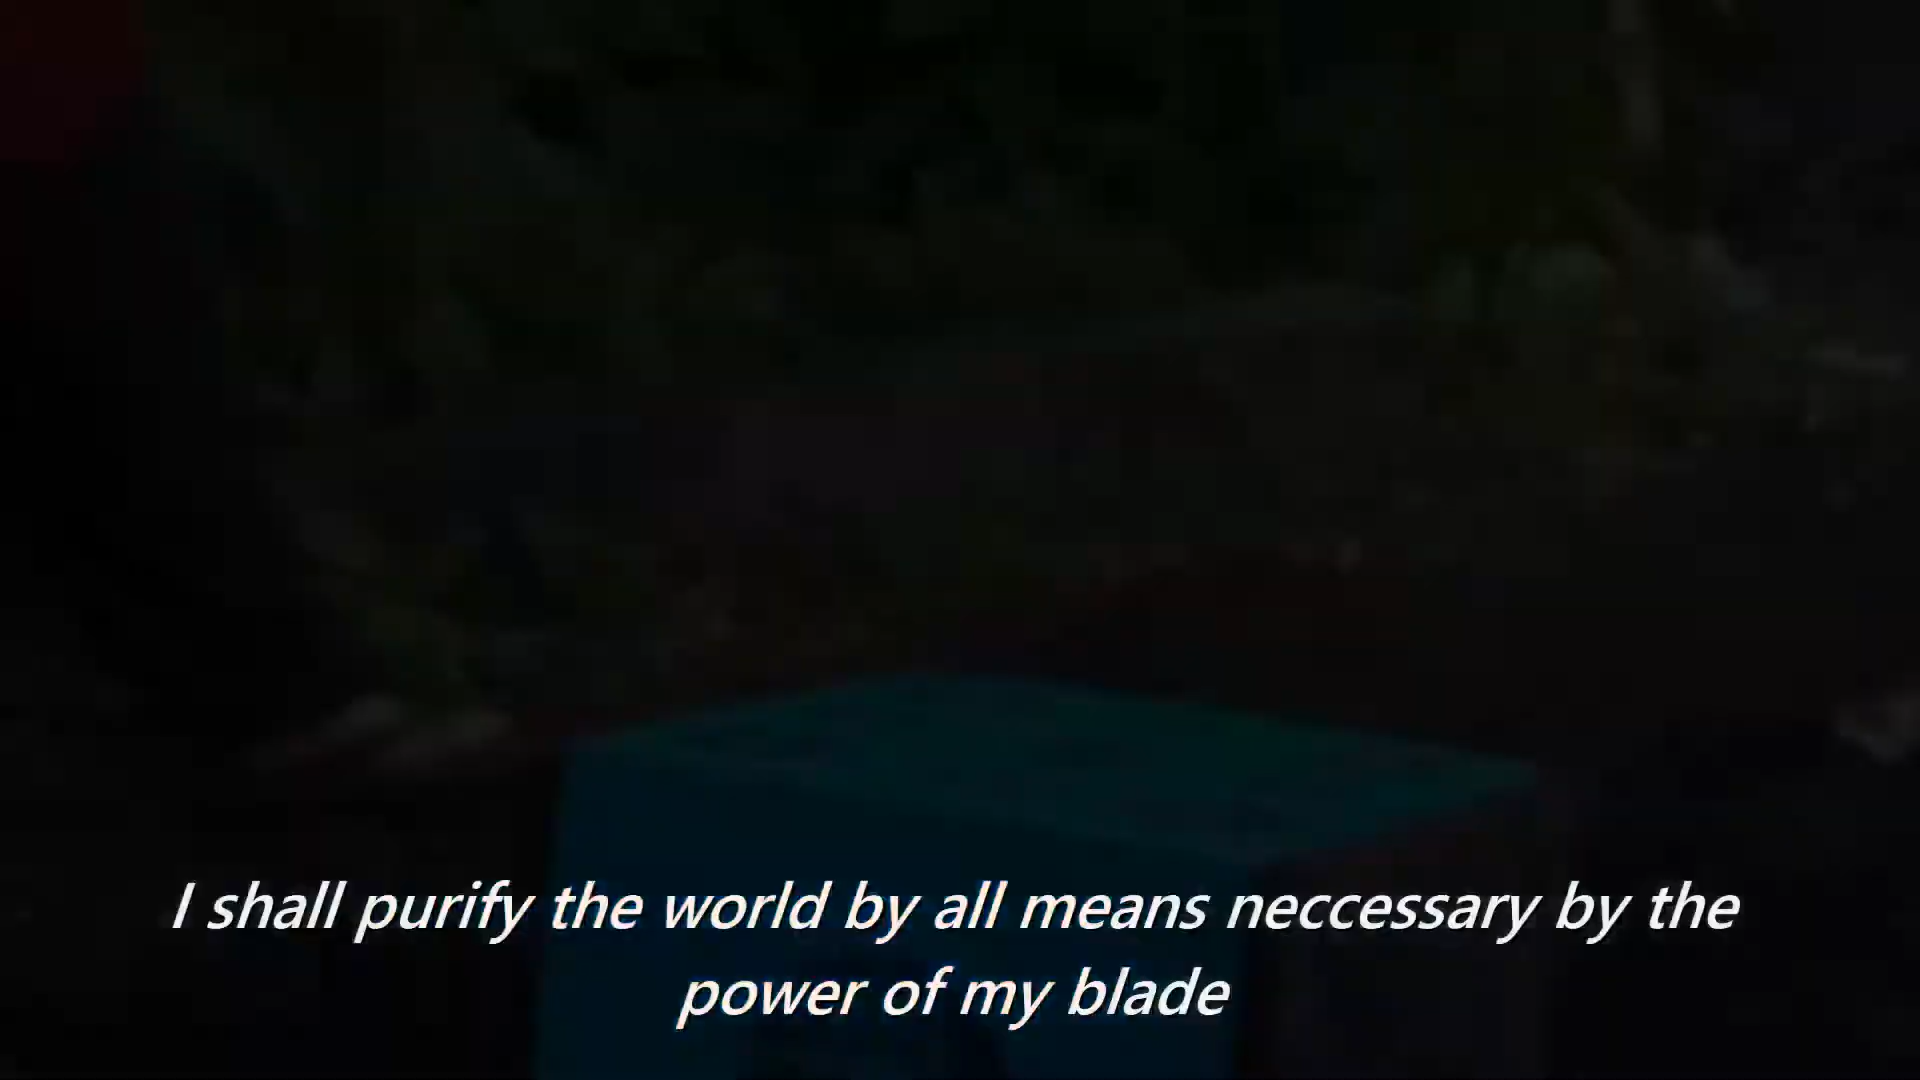 I shall purify the world by all means neccessary by the
power of my blade